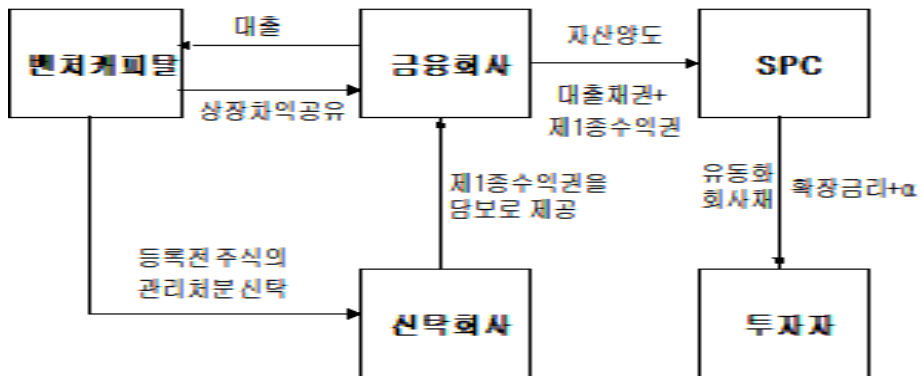 대출
벤처캐피탈
상장차익공유
금융회사
자산양도
대출채권+
제1종수익권
SPC
제1종수익권을
담보로 제공
유동화
회사채
확장금리+α
등록전 주식의
관리처분신탁
신탁회사
투자자